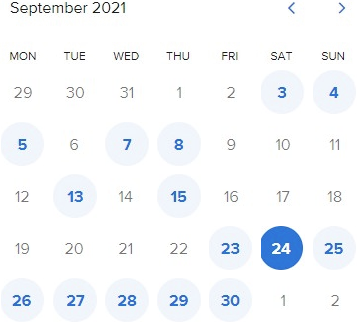 September 2021
MON TUE WED THU FRI SAT SUN
29 30 31 1 2 3 4
5 6 7 8 9 10 11
12 13 14 15 16 17 18
19 20 21 22 23 24 25
26 27 28 29 30 1 2